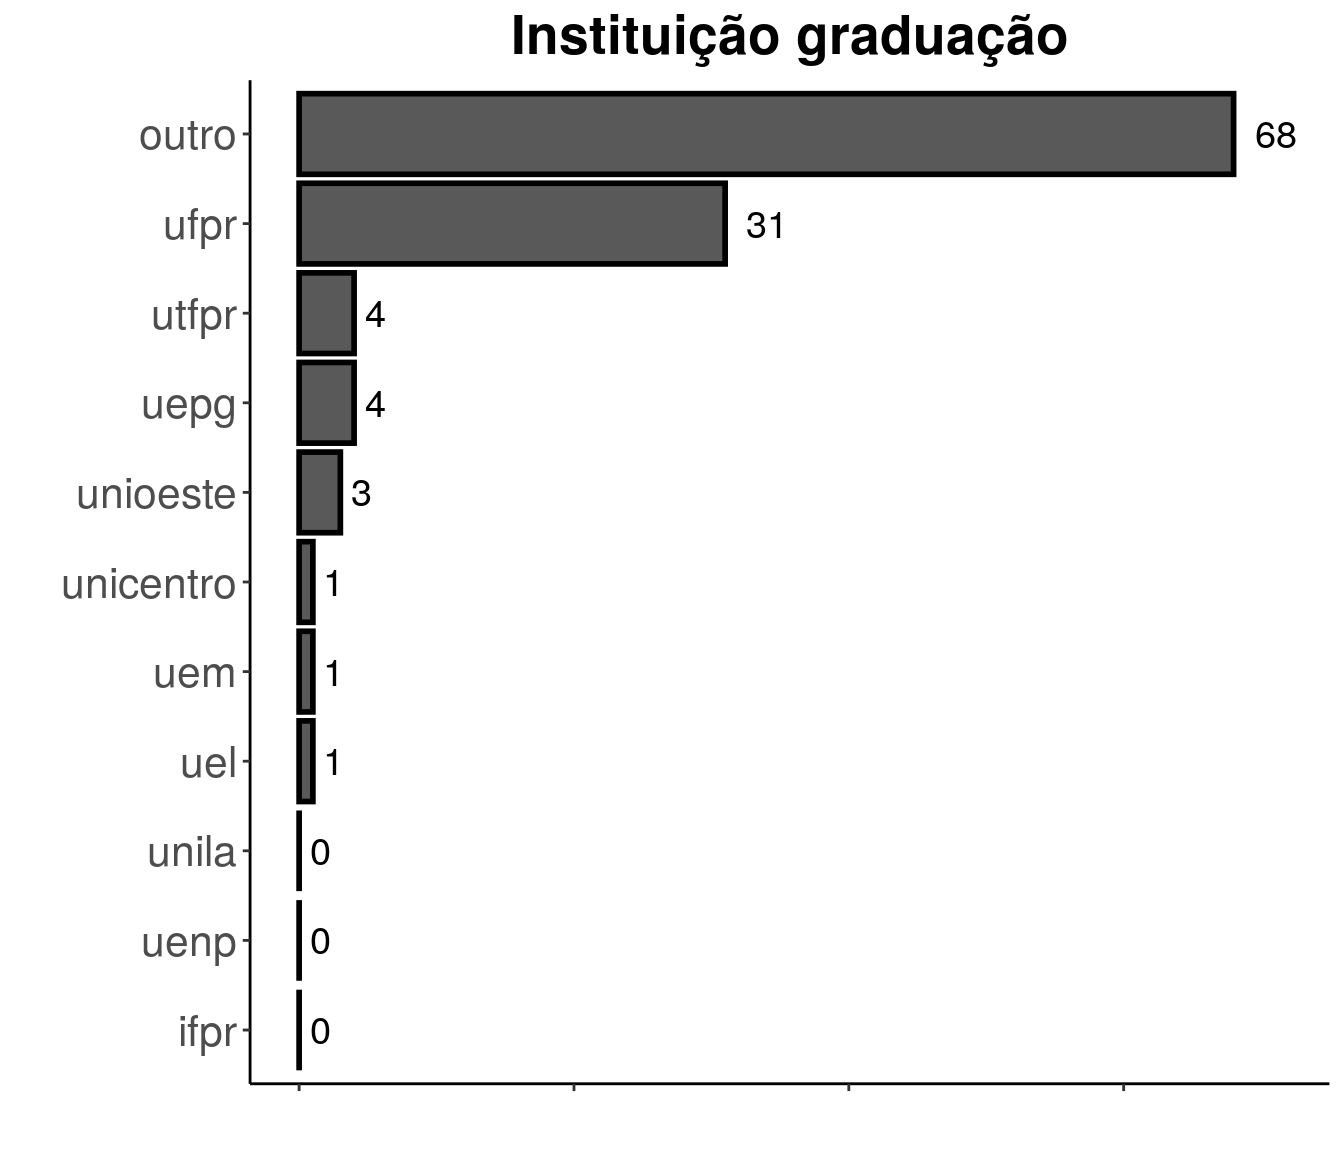 Instituição graduação
outro 68
ufpr 31
utfpr 4
uepg 4
unioeste 3
unicentro 1
uem 1
uel 1
unila 0
uenp 0
ifpr 0